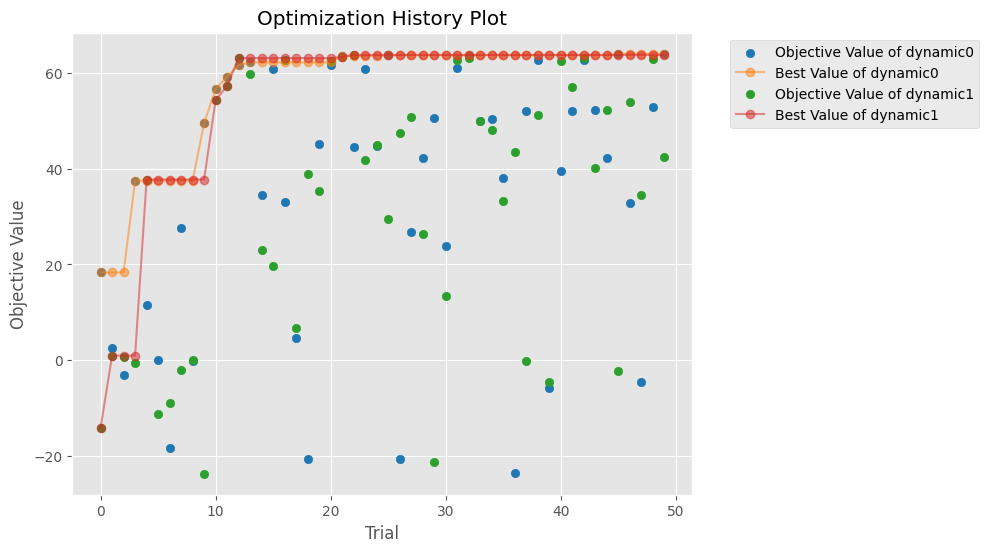 Optimization History Plot
Objective Value
60
40
20
0
−20
0
10
20
30
40
50
Trial
Objective Value of dynamic0
Best Value of dynamic0
Objective Value of dynamic1
Best Value of dynamic1